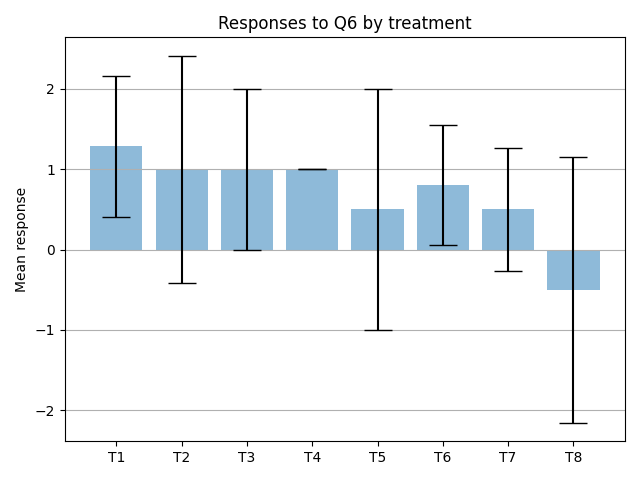 Responses to Q6 by treatment
Mean response
2
1
0
−1
−2
T1 T2 T3 T4 T5 T6 T7 T8